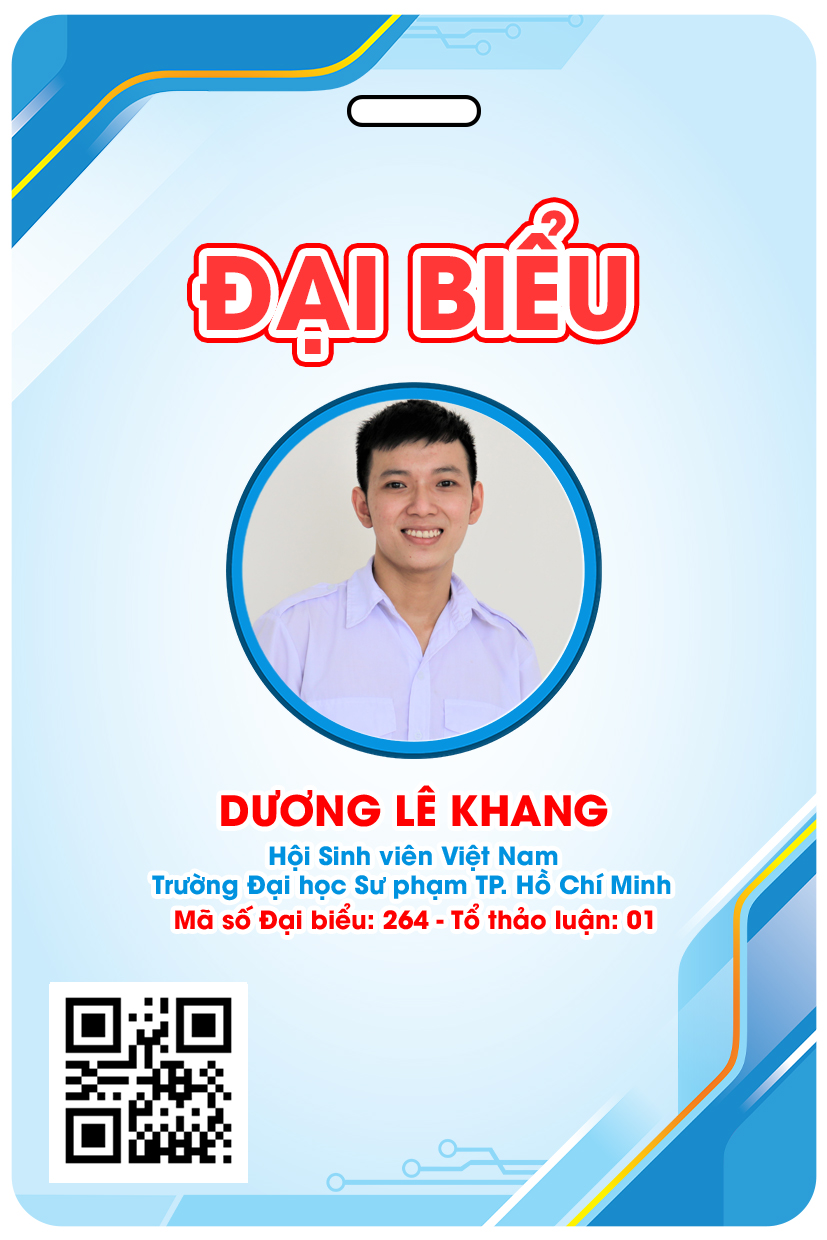 ĐẠI BIỂU
DƯƠNG LÊ KHANG
Hội Sinh viên Việt Nam
Trường Đại học Sư phạm TP. Hồ Chí Minh
Mã số Đại biểu: 264 - Tổ thảo luận: 01